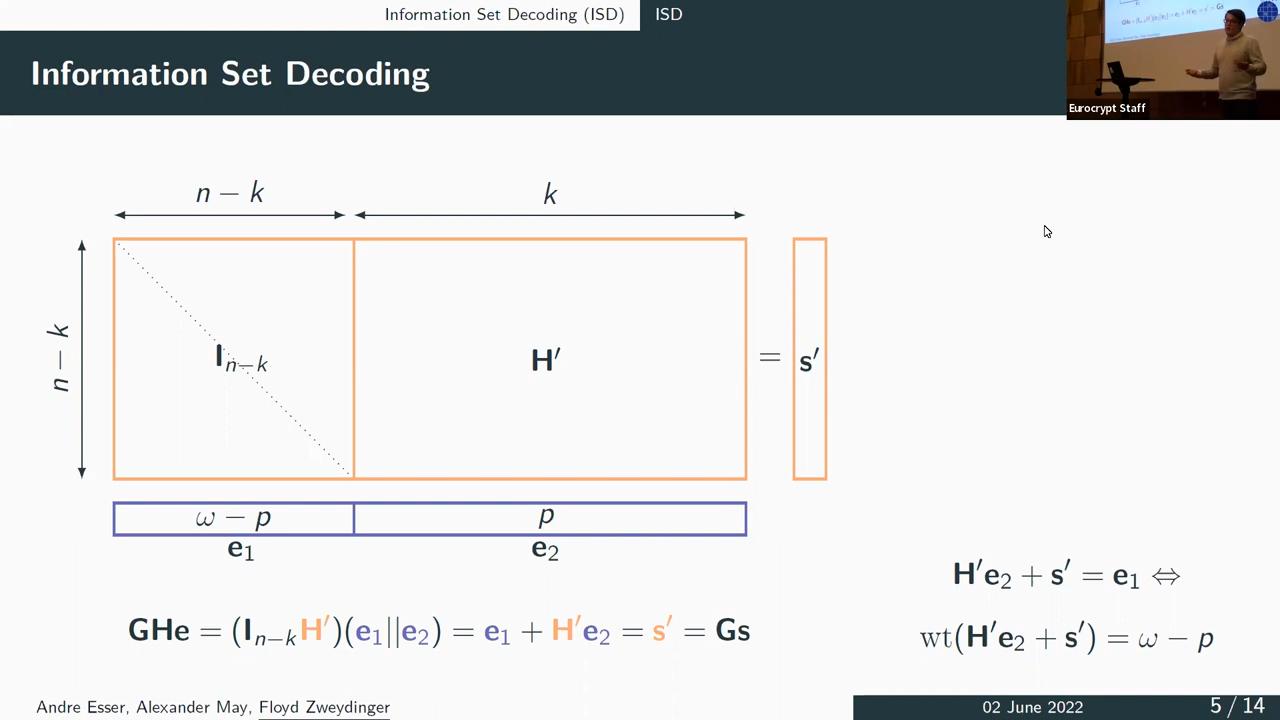 Information Set Decoding (ISD) ISD
Information Set Decoding
Eurocrypt Staff
n − k
k
n − k
I_{n−k}
H′
=
s′
ω − p
p
e₁
e₂
H′e₂ + s′ = e₁ ⇔
GHe = (I_{n−k}H′)(e₁||e₂) = e₁ + H′e₂ = s′ = Gs
wt(H′e₂ + s′) = ω − p
Andre Esser, Alexander May, Floyd Zweydinger
02 June 2022
5 / 14